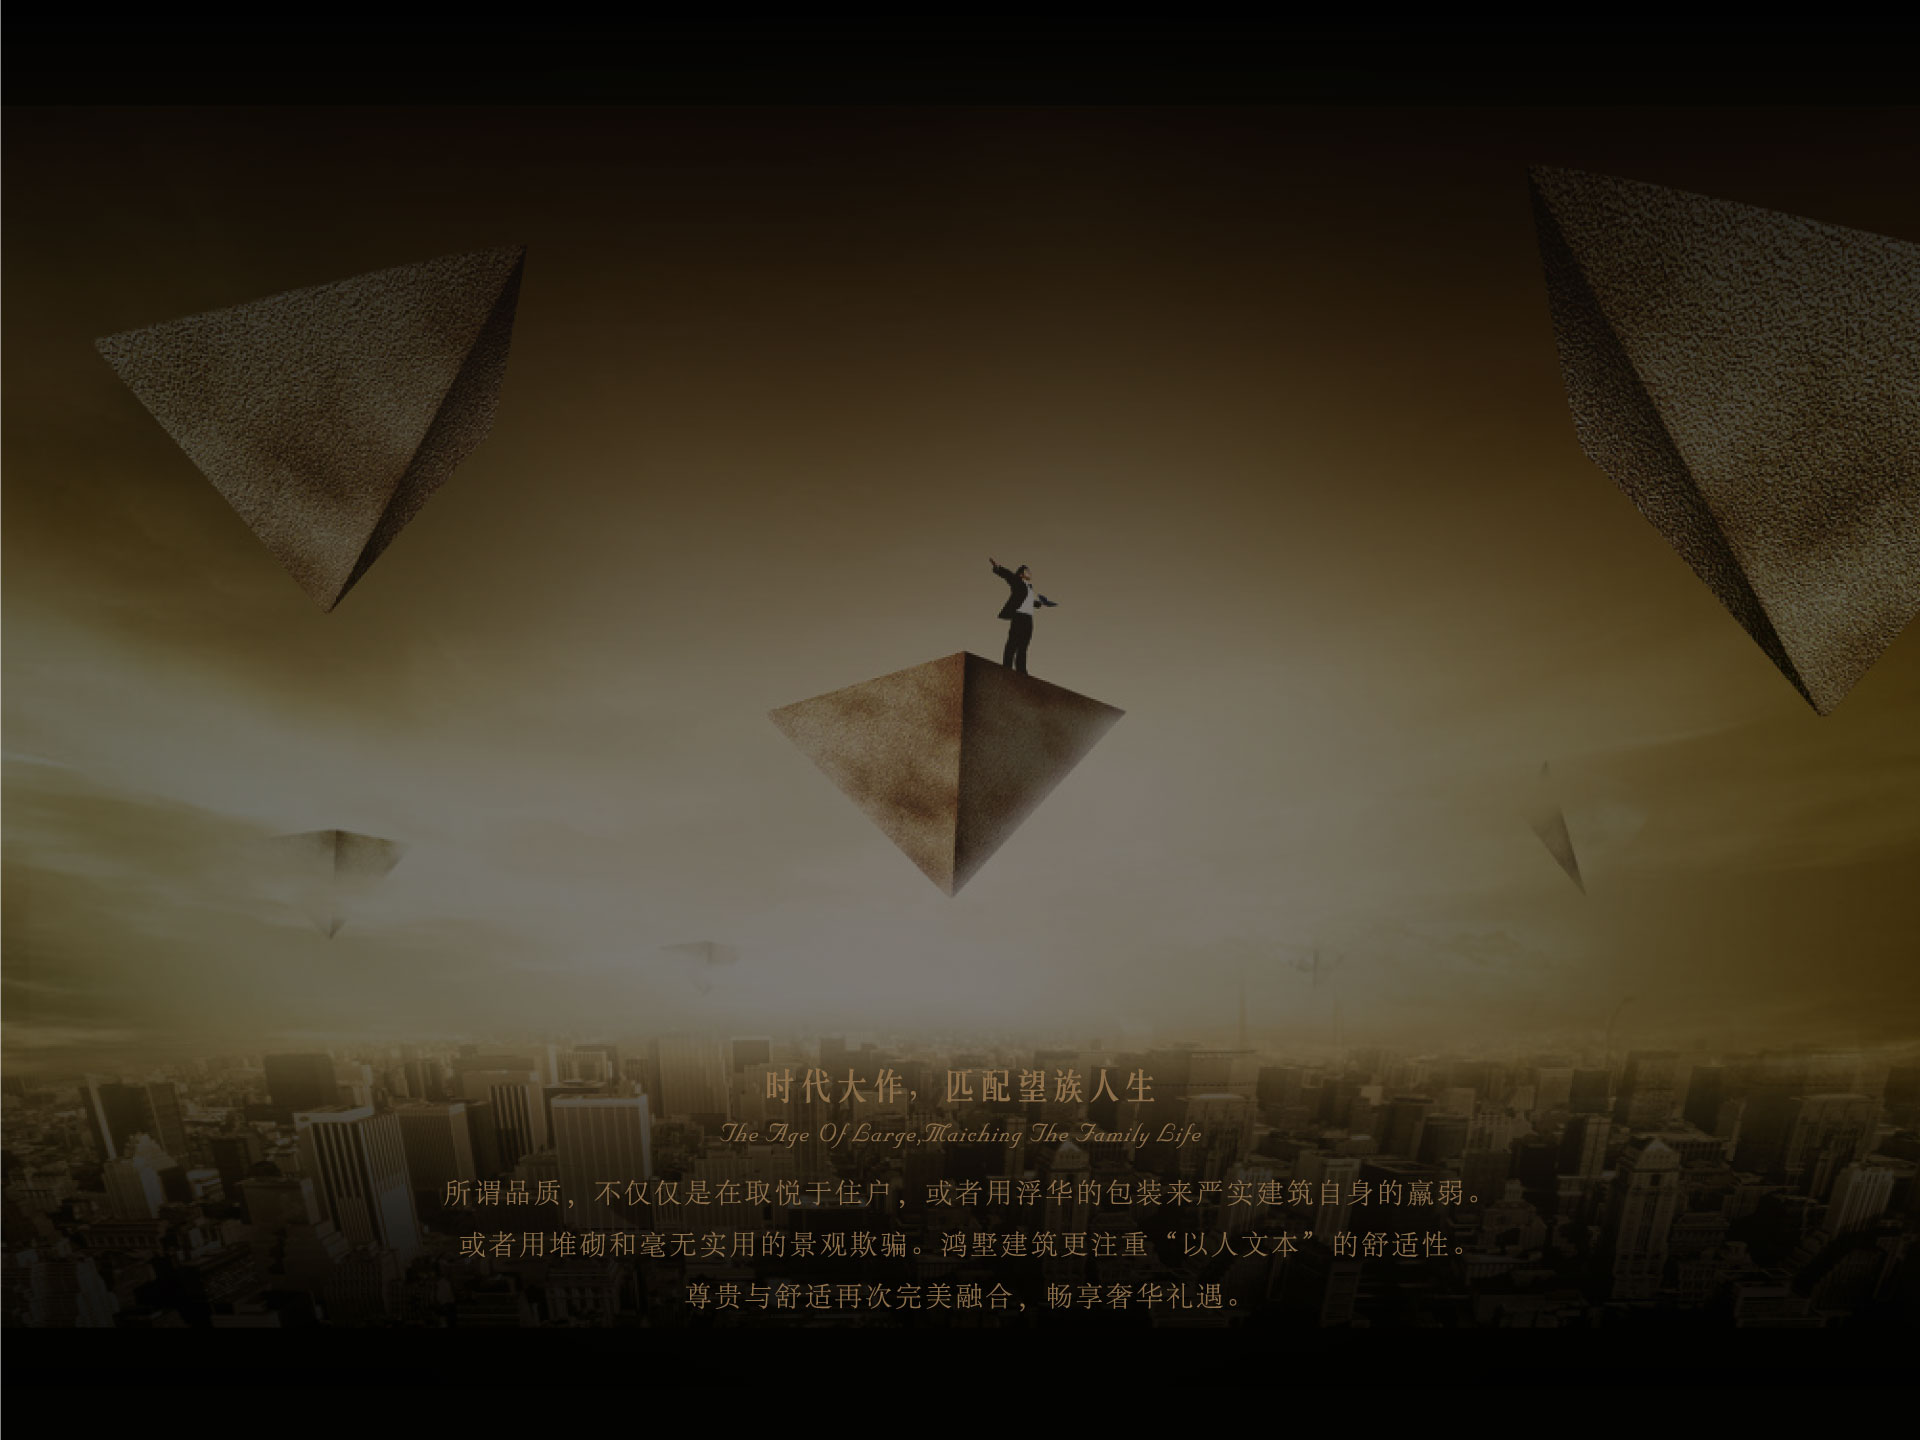 时代大作，匹配望族人生
The Age Of Large,Maiching The Family Life
所谓品质，不仅仅是在取悦于住户，或者用浮华的包装来严实建筑自身的羸弱。
或者用堆砌和毫无实用的景观欺骗。鸿墅建筑更注重“以人文本”的舒适性。
尊贵与舒适再次完美融合，畅享奢华礼遇。